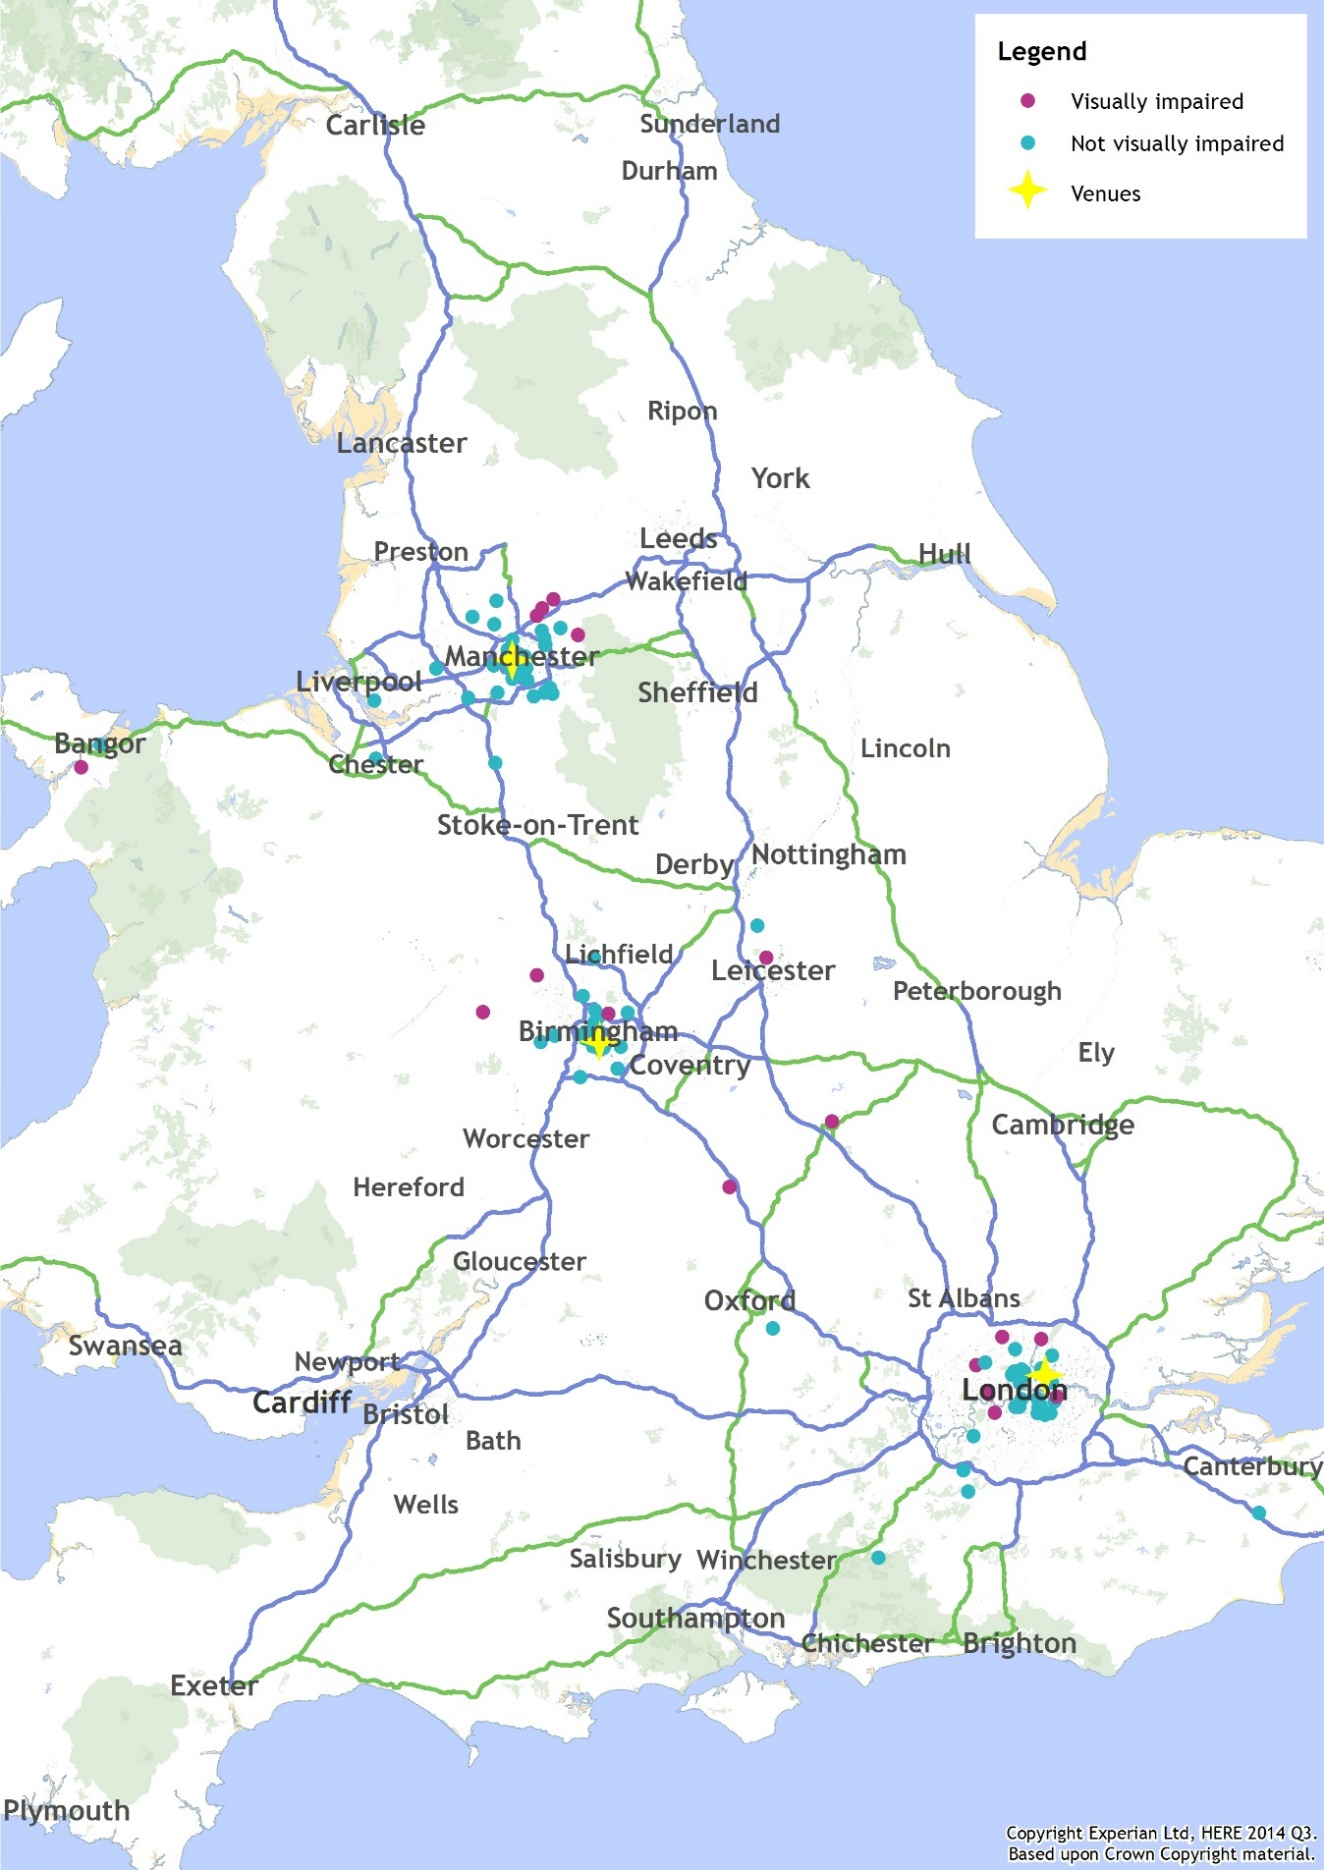 Legend
Visually impaired
Not visually impaired
Venues
Carlisle
Sunderland
Durham
Ripon
Lancaster
York
Leeds
Preston
Hull
Wakefield
Manchester
Liverpool
Sheffield
Bangor
Lincoln
Chester
Stoke-on-Trent
Nottingham
Derby
Lichfield
Leicester
Peterborough
Birmingham
Ely
Coventry
Cambridge
Worcester
Hereford
Gloucester
St Albans
Oxford
Swansea
Newport
London
Cardiff
Bristol
Bath
Canterbury
Wells
Salisbury
Winchester
Southampton
Chichester
Brighton
Exeter
Plymouth
Copyright Experian Ltd, HERE 2014 Q3.
Based upon Crown Copyright material.